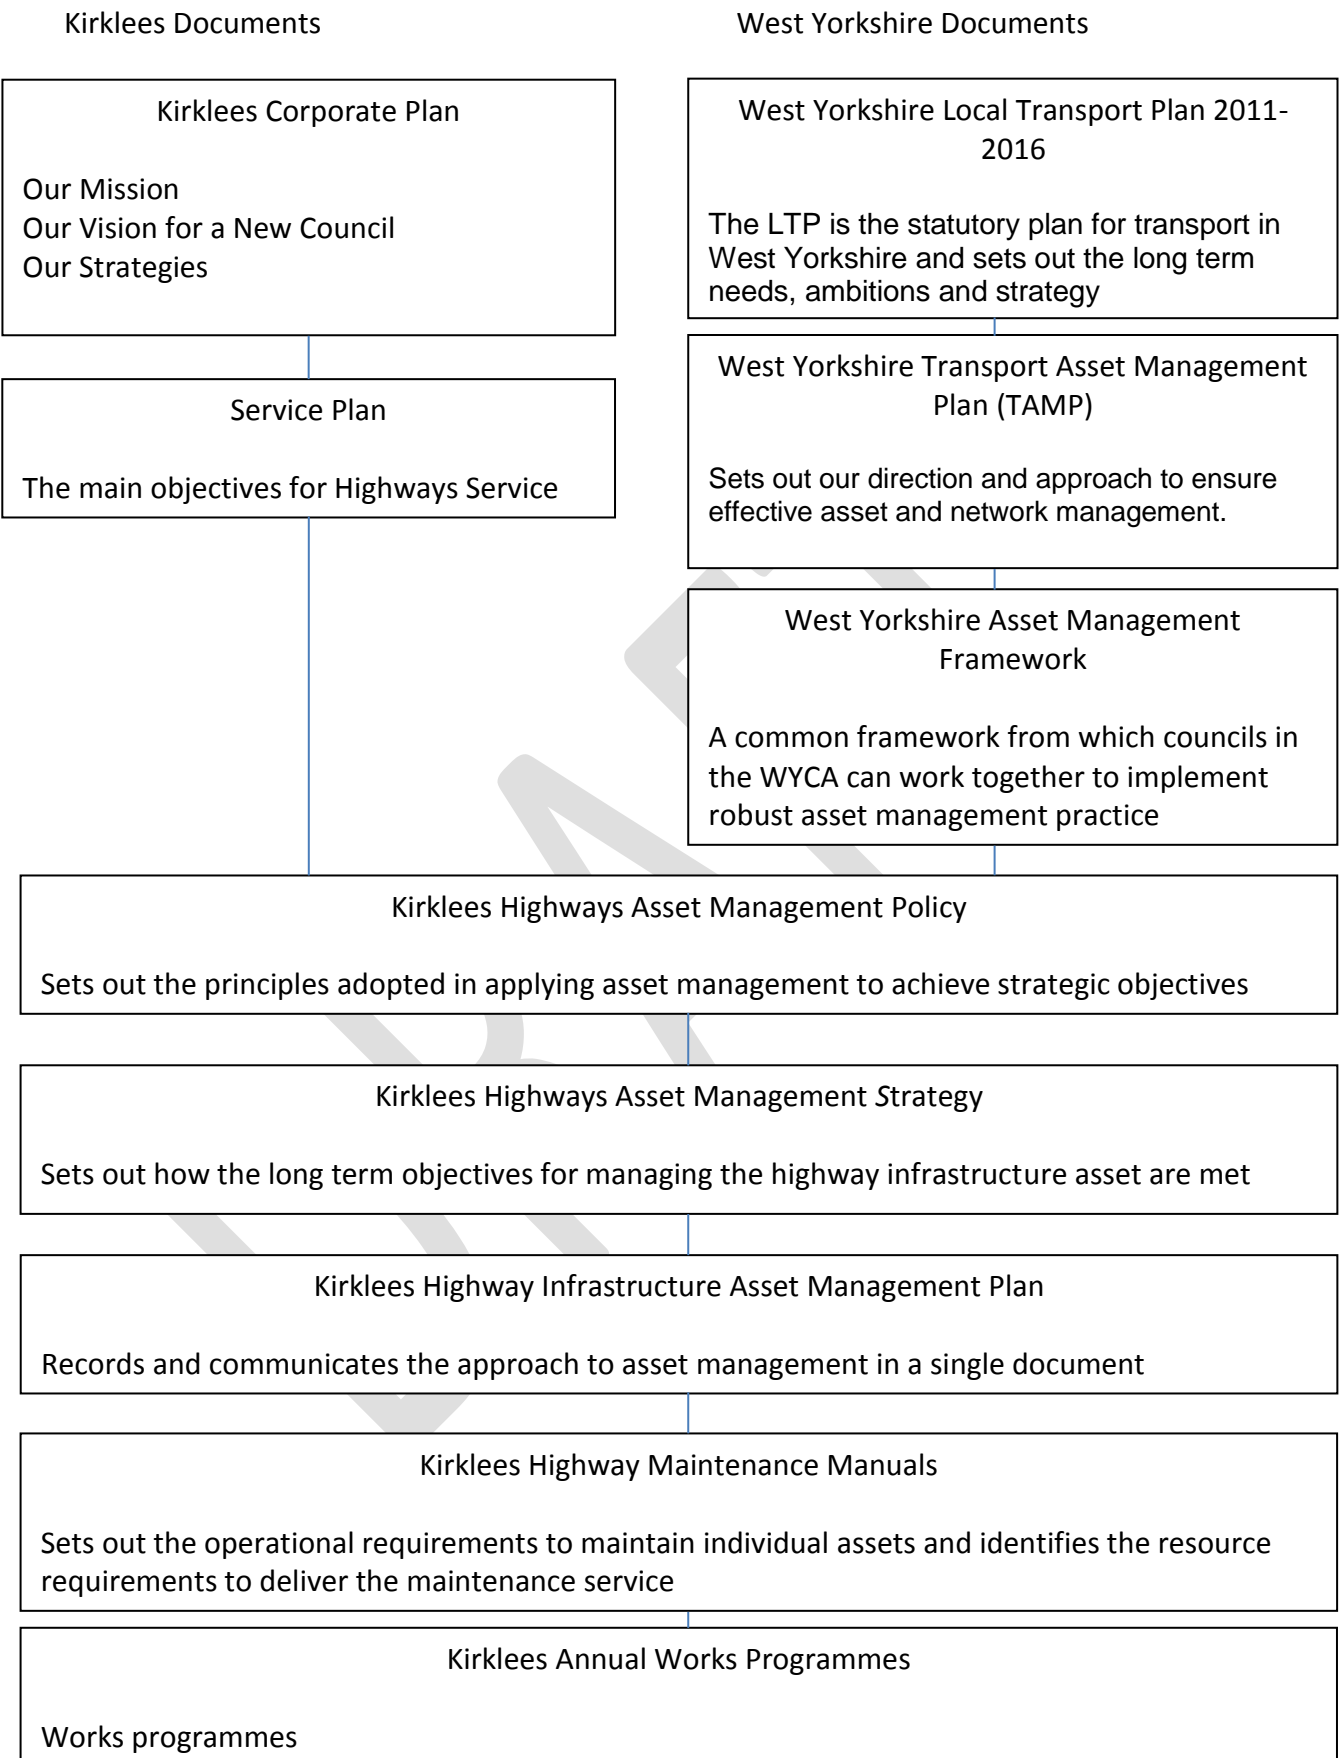 Kirklees Documents
West Yorkshire Documents
Kirklees Corporate Plan
Our Mission
Our Vision for a New Council
Our Strategies
Service Plan
The main objectives for Highways Service
West Yorkshire Local Transport Plan 2011-
2016
The LTP is the statutory plan for transport in
West Yorkshire and sets out the long term
needs, ambitions and strategy
West Yorkshire Transport Asset Management
Plan (TAMP)
Sets out our direction and approach to ensure
effective asset and network management.
West Yorkshire Asset Management
Framework
A common framework from which councils in
the WYCA can work together to implement
robust asset management practice
Kirklees Highways Asset Management Policy
Sets out the principles adopted in applying asset management to achieve strategic objectives
Kirklees Highways Asset Management Strategy
Sets out how the long term objectives for managing the highway infrastructure asset are met
Kirklees Highway Infrastructure Asset Management Plan
Records and communicates the approach to asset management in a single document
Kirklees Highway Maintenance Manuals
Sets out the operational requirements to maintain individual assets and identifies the resource
requirements to deliver the maintenance service
Kirklees Annual Works Programmes
Works programmes
DRAFT